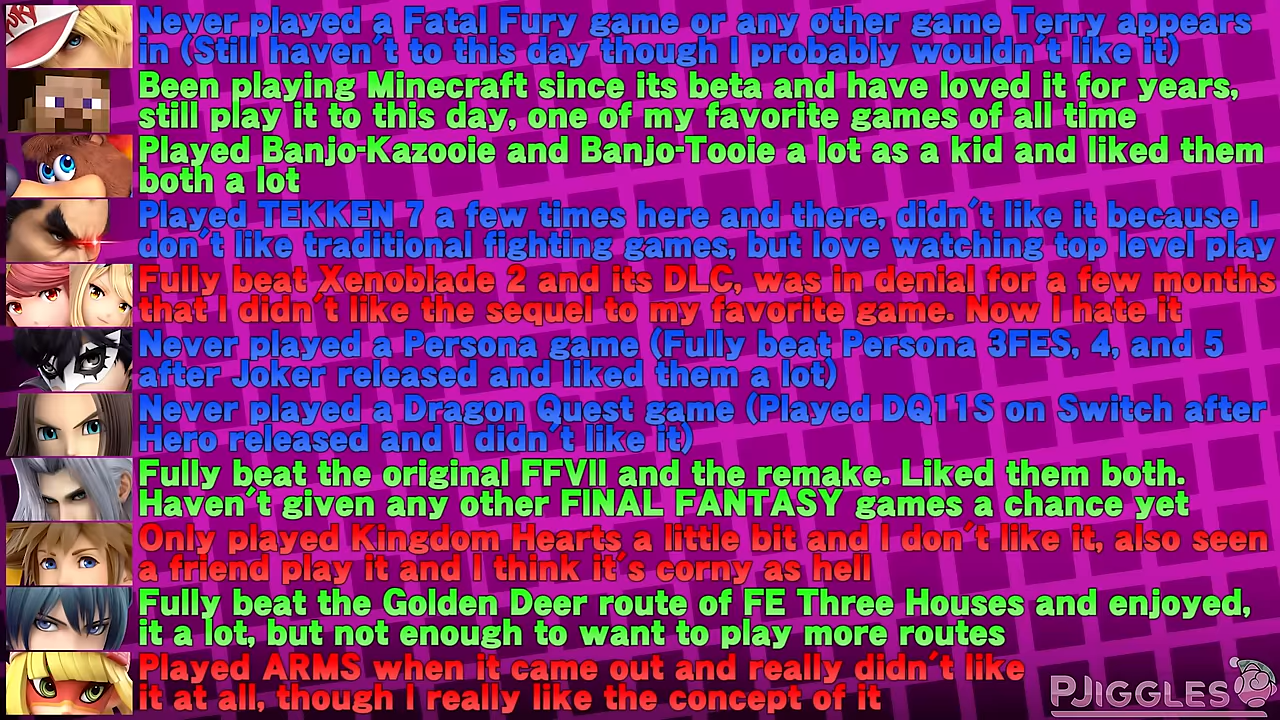 Never played a Fatal Fury game or any other game Terry appears
in (Still haven't to this day though I probably wouldn't like it)
Been playing Minecraft since its beta and have loved it for years,
still play it to this day, one of my favorite games of all time
Played Banjo-Kazooie and Banjo-Tooie a lot as a kid and liked them
both a lot
Played TEKKEN 7 a few times here and there, didn't like it because I
don't like traditional fighting games, but love watching top level play
Fully beat Xenoblade 2 and its DLC, was in denial for a few months
that I didn't like the sequel to my favorite game. Now I hate it
Never played a Persona game (Fully beat Persona 3FES, 4, and 5
after Joker released and liked them a lot)
Never played a Dragon Quest game (Played DQ11S on Switch after
Hero released and I didn't like it)
Fully beat the original FFVII and the remake. Liked them both.
Haven't given any other FINAL FANTASY games a chance yet
Only played Kingdom Hearts a little bit and I don't like it, also seen
a friend play it and I think it's corny as hell
Fully beat the Golden Deer route of FE Three Houses and enjoyed,
it a lot, but not enough to want to play more routes
Played ARMS when it came out and really didn't like
it at all, though I really like the concept of it
PJIGGLES